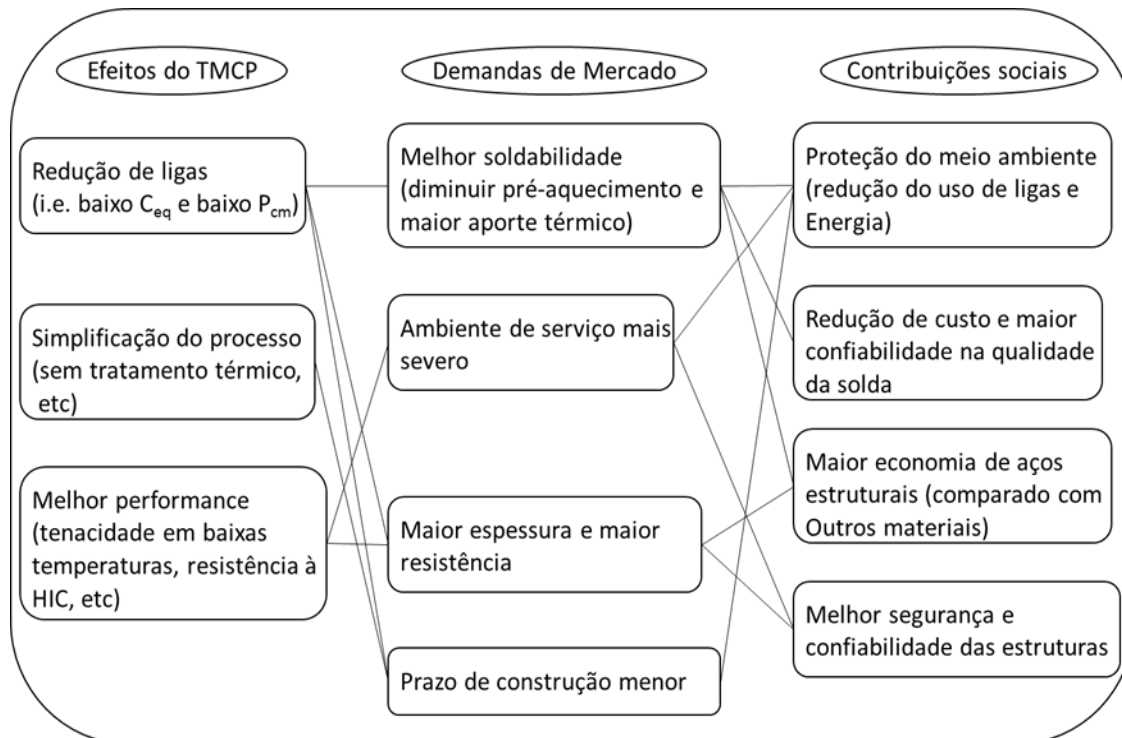 Efeitos do TMCP
Demandas de Mercado
Contribuições sociais
Redução de ligas
(i.e. baixo Ceq e baixo Pcm)
Simplificação do processo
(sem tratamento térmico,
etc)
Melhor performance
(tenacidade em baixas
temperaturas, resistência à
HIC, etc)
Melhor soldabilidade
(diminuir pré-aquecimento e
maior aporte térmico)
Ambiente de serviço mais
severo
Maior espessura e maior
resistência
Prazo de construção menor
Proteção do meio ambiente
(redução do uso de ligas e
Energia)
Redução de custo e maior
confiabilidade na qualidade
da solda
Maior economia de aços
estruturais (comparado com
Outros materiais)
Melhor segurança e
confiabilidade das estruturas